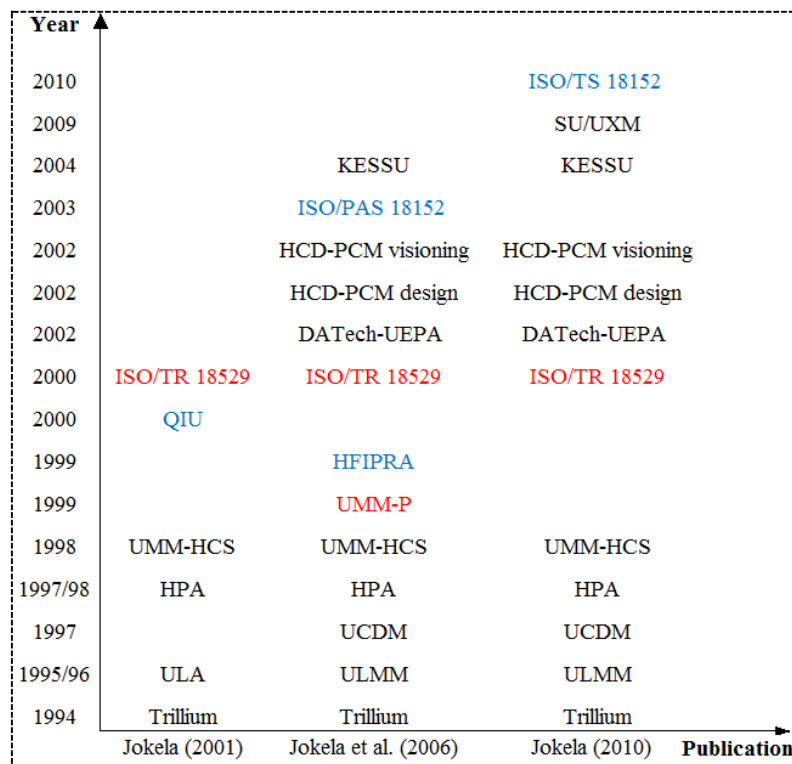 Year
2010 ISO/TS 18152
2009 SU/UXM
2004 KESSU KESSU
2003 ISO/PAS 18152
2002 HCD-PCM visioning HCD-PCM visioning
2002 HCD-PCM design HCD-PCM design
2002 DATech-UEPA DATech-UEPA
2000 ISO/TR 18529 ISO/TR 18529 ISO/TR 18529
2000 QIU
1999 HFIPRA
1999 UMM-P
1998 UMM-HCS UMM-HCS UMM-HCS
1997/98 HPA HPA HPA
1997 UCDM UCDM
1995/96 ULA ULMM ULMM
1994 Trillium Trillium Trillium
Jokela (2001) Jokela et al. (2006) Jokela (2010) Publication